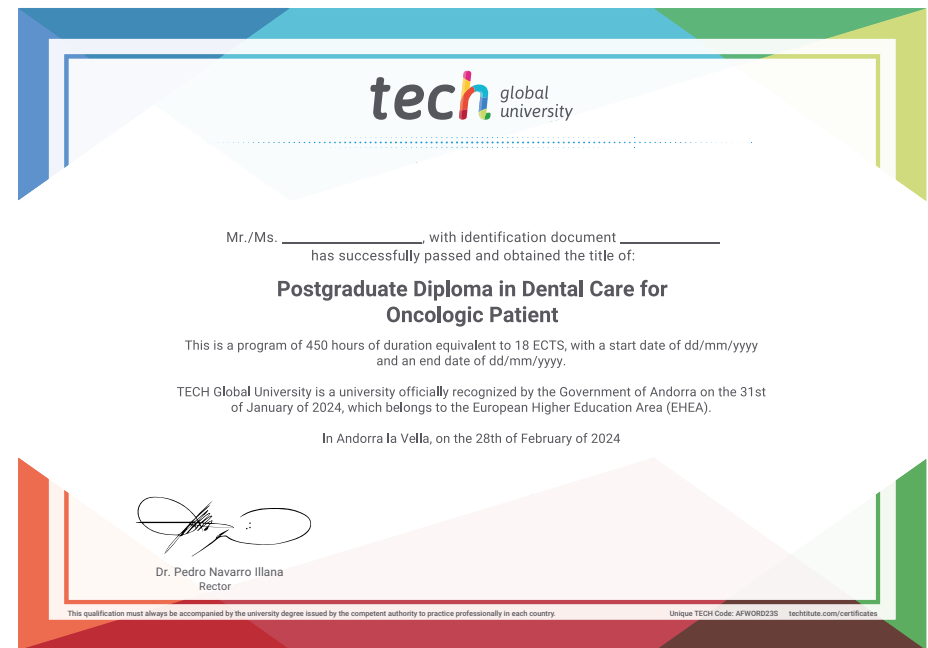 tech global university
Mr./Ms. ____________, with identification document ____________
has successfully passed and obtained the title of:
Postgraduate Diploma in Dental Care for
Oncologic Patient
This is a program of 450 hours of duration equivalent to 18 ECTS, with a start date of dd/mm/yyyy
and an end date of dd/mm/yyyy.
TECH Global University is a university officially recognized by the Government of Andorra on the 31st
of January of 2024, which belongs to the European Higher Education Area (EHEA).
In Andorra la Vella, on the 28th of February of 2024
Dr. Pedro Navarro Illana
Rector
This qualification must always be accompanied by the university degree issued by the competent authority to practice professionally in each country. Unique TECH Code: AFWORD23S techtitute.com/certificates